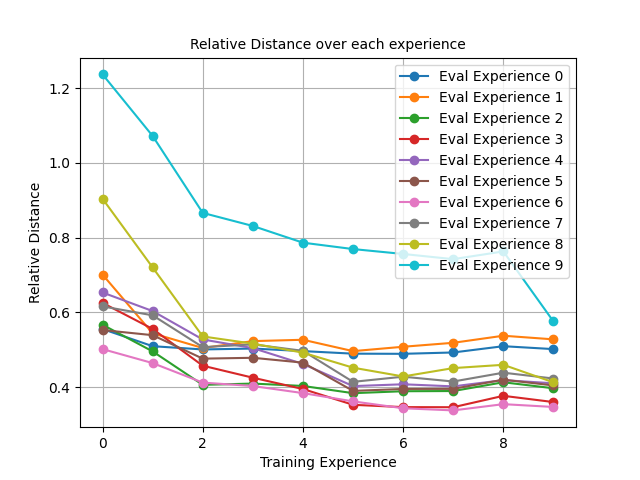 Relative Distance over each experience
Eval Experience 0
Eval Experience 1
Eval Experience 2
Eval Experience 3
Eval Experience 4
Eval Experience 5
Eval Experience 6
Eval Experience 7
Eval Experience 8
Eval Experience 9
Relative Distance
1.2
1.0
0.8
0.6
0.4
0 2 4 6 8
Training Experience